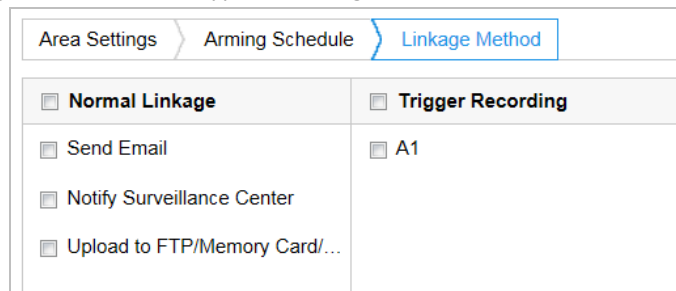 Area Settings Arming Schedule Linkage Method
Normal Linkage Trigger Recording
Send Email A1
Notify Surveillance Center
Upload to FTP/Memory Card/...